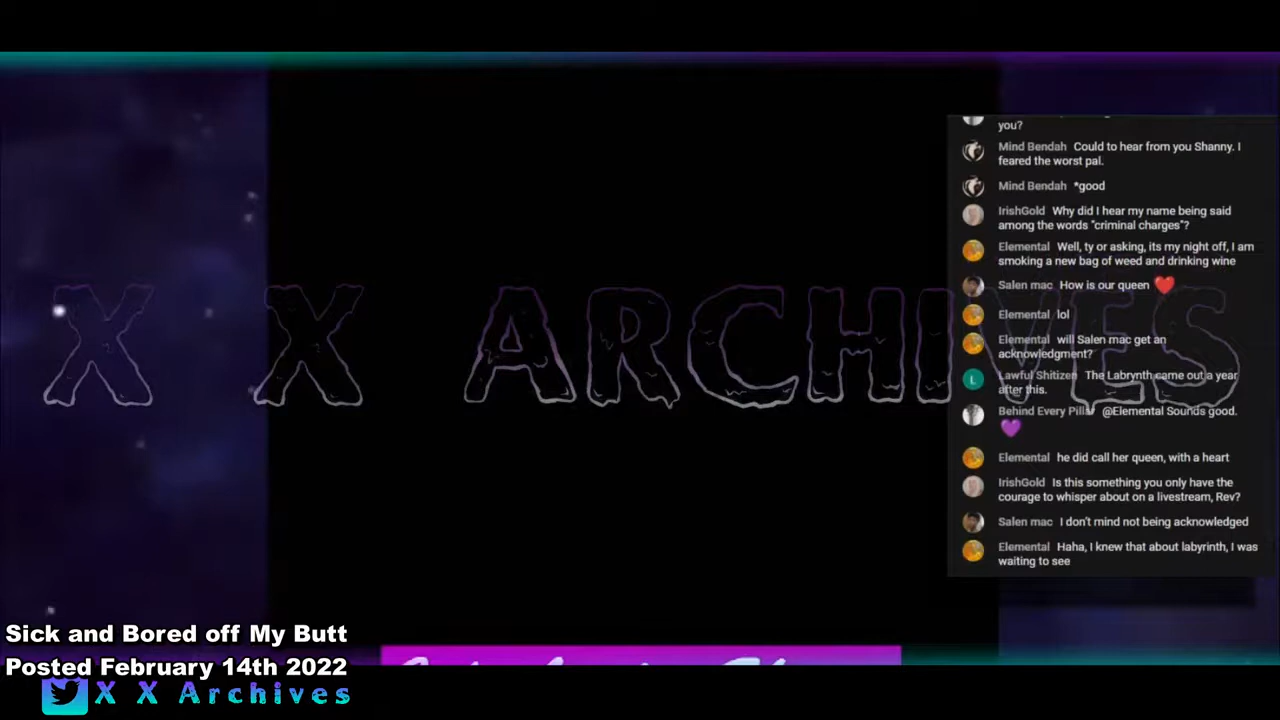 you?
Mind Bendah Could to hear from you Shanny. I
feared the worst pal.
Mind Bendah *good
IrishGold Why did I hear my name being said
among the words "criminal charges"?
Elemental Well, ty or asking, its my night off, I am
smoking a new bag of weed and drinking wine
Salen mac How is our queen ❤️
Elemental lol
Elemental will Salen mac get an
acknowledgment?
Lawful Shitizen The Labrynth came out a year
after this.
Behind Every Pills @Elemental Sounds good.
💜
Elemental he did call her queen, with a heart
IrishGold Is this something you only have the
courage to whisper about on a livestream, Rev?
Salen mac I don't mind not being acknowledged
Elemental Haha, I knew that about labyrinth, I was
waiting to see
X X ARCHIVES
Sick and Bored off My Butt
Posted February 14th 2022
X X Archives